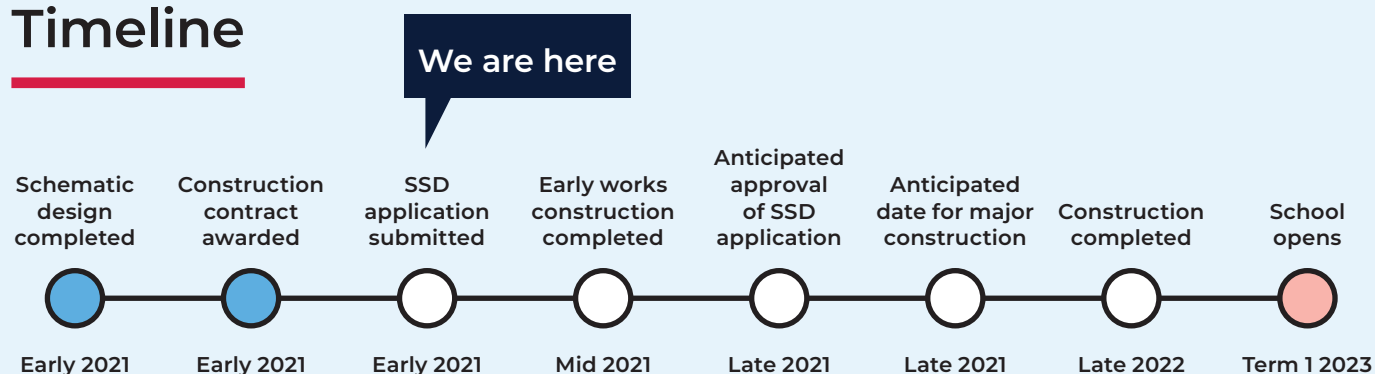 Timeline
We are here
Schematic
design
completed
Construction
contract
awarded
SSD
application
submitted
Early works
construction
completed
Anticipated
approval
of SSD
application
Anticipated
date for major
construction
Construction
completed
School
opens
Early 2021
Early 2021
Early 2021
Mid 2021
Late 2021
Late 2021
Late 2022
Term 1 2023